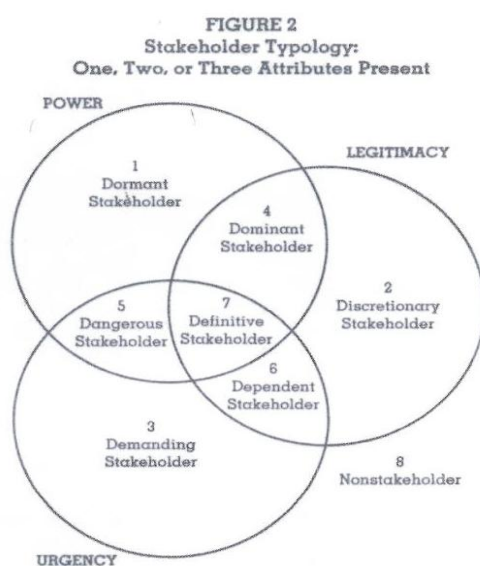 FIGURE 2
Stakeholder Typology:
One, Two, or Three Attributes Present
POWER
LEGITIMACY
1
Dormant
Stakeholder
4
Dominant
Stakeholder
2
Discretionary
Stakeholder
5
Dangerous
Stakeholder
7
Definitive
Stakeholder
6
Dependent
Stakeholder
3
Demanding
Stakeholder
8
Nonstakeholder
URGENCY